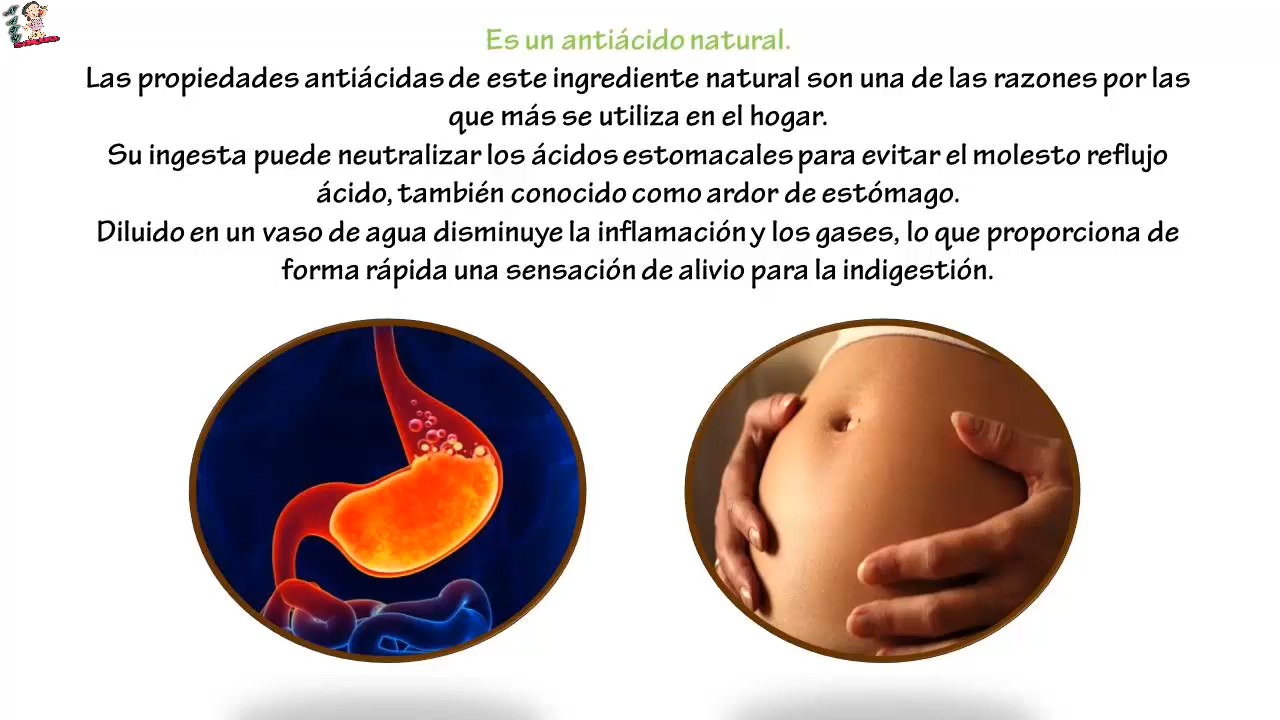 Es un antiácido natural.
Las propiedades antiácidas de este ingrediente natural son una de las razones por las
que más se utiliza en el hogar.
Su ingesta puede neutralizar los ácidos estomacales para evitar el molesto reflujo
ácido, también conocido como ardor de estómago.
Diluido en un vaso de agua disminuye la inflamación y los gases, lo que proporciona de
forma rápida una sensación de alivio para la indigestión.